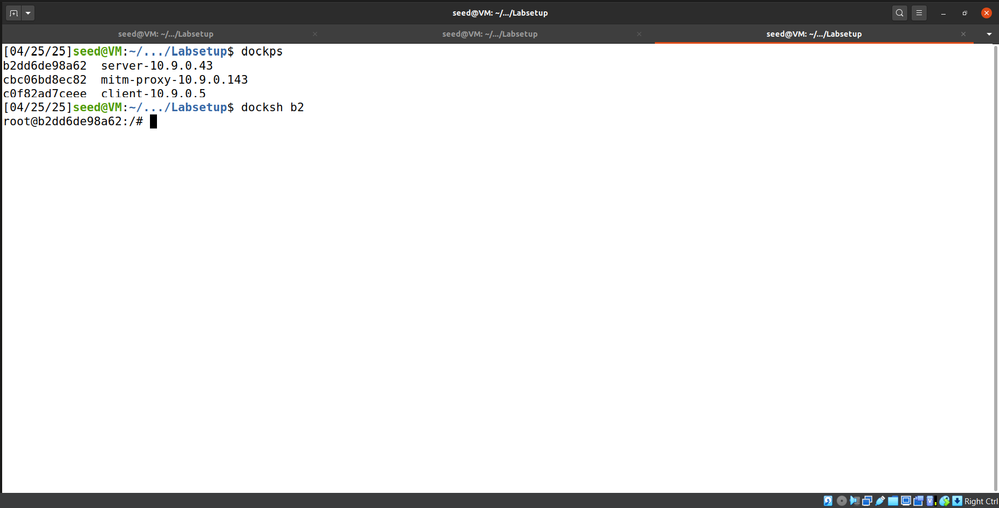 seed@VM: ~/.../Labsetup
seed@VM: ~/.../Labsetup
seed@VM: ~/.../Labsetup
seed@VM: ~/.../Labsetup
[04/25/25]seed@VM:~/.../Labsetup$ dockps
b2dd6de98a62  server-10.9.0.43
cbc06bd8ec82  mitm-proxy-10.9.0.143
c0f82ad7ceee  client-10.9.0.5
[04/25/25]seed@VM:~/.../Labsetup$ docksh b2
root@b2dd6de98a62:/#
Right Ctrl